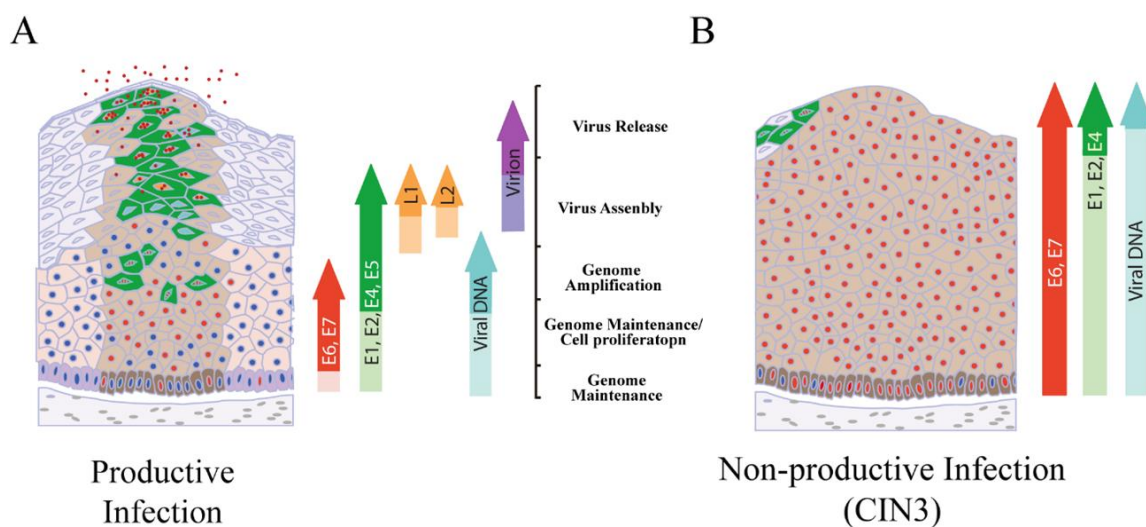 A
B
Virus Release
Virus Assenbly
Genome
Amplification
Genome Maintenance/
Cell proliferatopn
Genome
Maintenance
E6, E7
E1, E2, E4, E5
L1
L2
Viral DNA
Virion
E6, E7
E1, E2, E4
Viral DNA
Productive
Infection
Non-productive Infection
(CIN3)